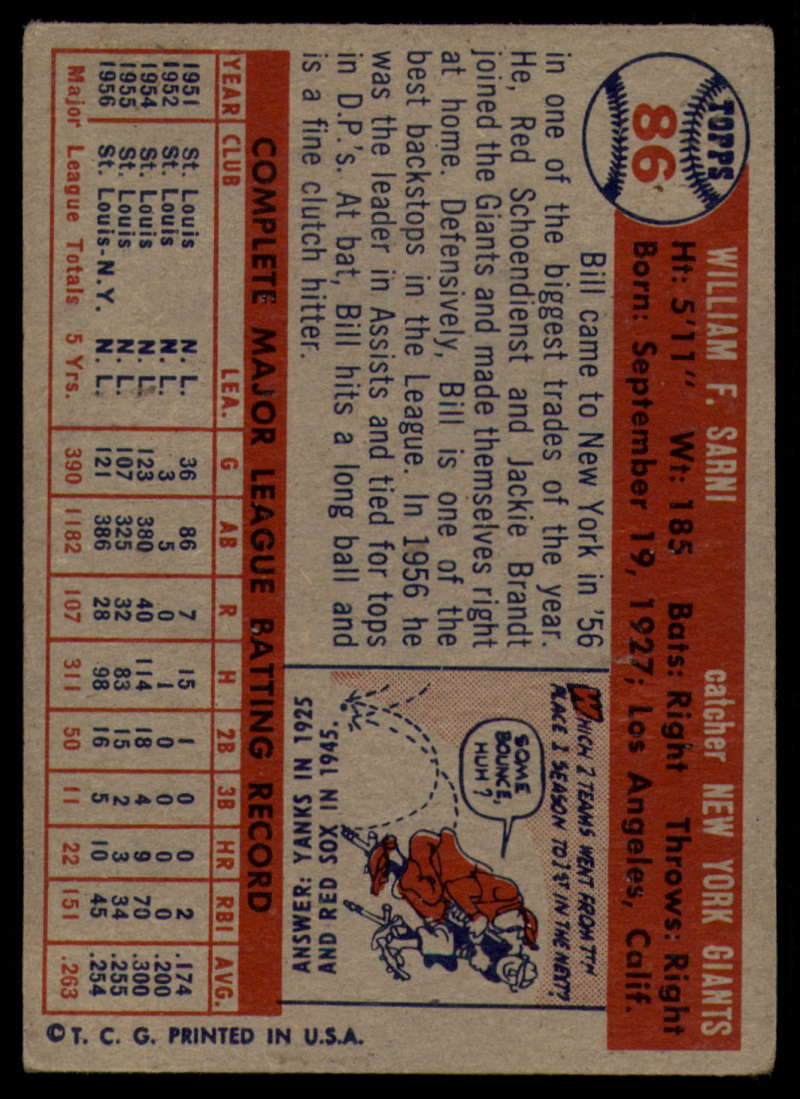 TOPPS
86
WILLIAM F. SARNI
catcher NEW YORK GIANTS
Ht: 5'11" Wt: 185 Bats: Right Throws: Right
Born: September 19, 1927; Los Angeles, Calif.
Bill came to New York in '56
in one of the biggest trades of the year.
He, Red Schoendienst and Jackie Brandt
joined the Giants and made themselves right
at home. Defensively, Bill is one of the
best backstops in the League. In 1956 he
was the leader in Assists and tied for tops
in D.P.'s. At bat, Bill hits a long ball and
is a fine clutch hitter.
WHICH 2 TEAMS WENT FROM 7TH
PLACE 1 SEASON TO 1ST IN THE NEXT?
SOME
BOUNCE,
HUH?
ANSWER: YANKS IN 1925
AND RED SOX IN 1945.
COMPLETE MAJOR LEAGUE BATTING RECORD
YEAR CLUB LEA. G AB R H 2B 3B HR RBI AVG.
1951 St. Louis N. L. 36 86 7 15 1 0 0 2 .174
1952 St. Louis N. L. 3 5 0 1 0 0 0 0 .200
1954 St. Louis N. L. 123 380 40 114 18 4 9 70 .300
1955 St. Louis N. L. 107 325 32 83 15 2 3 34 .255
1956 St. Louis-N.Y. N. L. 121 386 28 98 16 5 10 45 .254
Major League Totals 5 Yrs. 390 1182 107 311 50 11 22 151 .263
© T. C. G. PRINTED IN U.S.A.